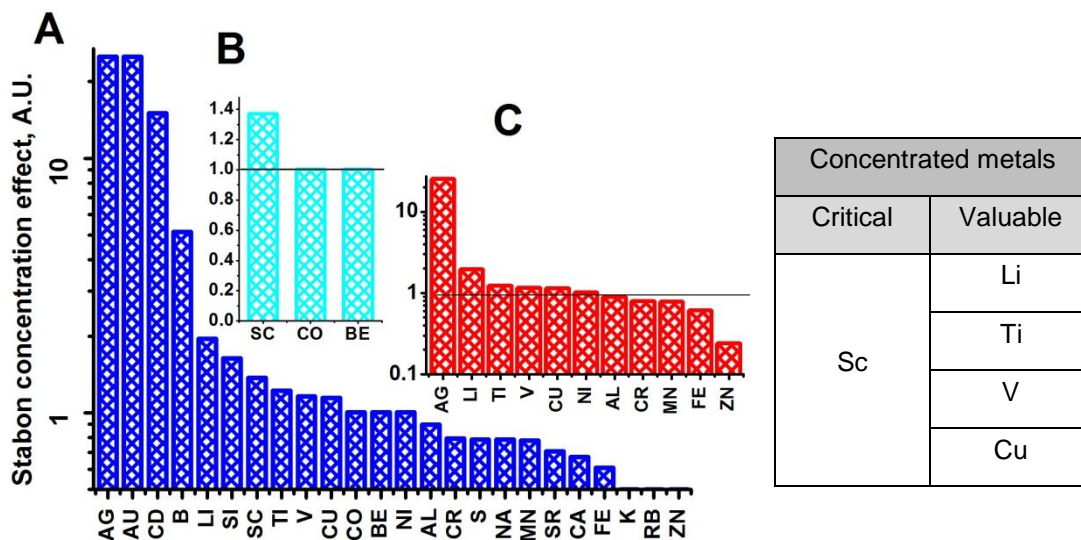 A
Stabon concentration effect, A.U.
10
1
AG AU CD B LI SI SC TI V CU CO BE NI AL CR S NA MN SR CA FE K RB ZN
B
1.4
1.2
1.0
0.8
0.6
0.4
0.2
0.0
SC CO BE
C
10
1
0.1
AG LI TI V CU NI AL CR MN FE ZN
Concentrated metals
Critical Valuable
Sc
Li
Ti
V
Cu